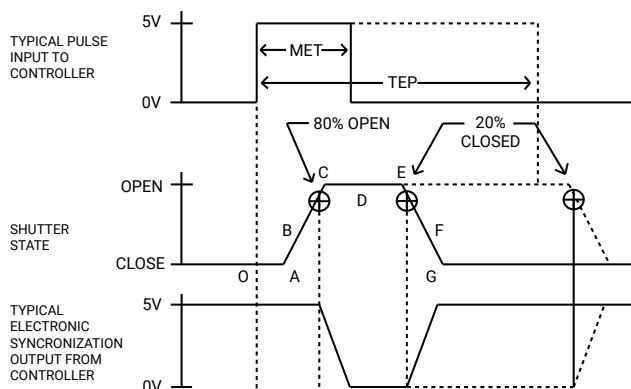 TYPICAL PULSE
INPUT TO
CONTROLLER
5V
0V
MET
TEP
80% OPEN
20%
CLOSED
SHUTTER
STATE
OPEN
CLOSE
O
A
B
C
D
E
F
G
TYPICAL
ELECTRONIC
SYNCRONIZATION
OUTPUT FROM
CONTROLLER
5V
0V